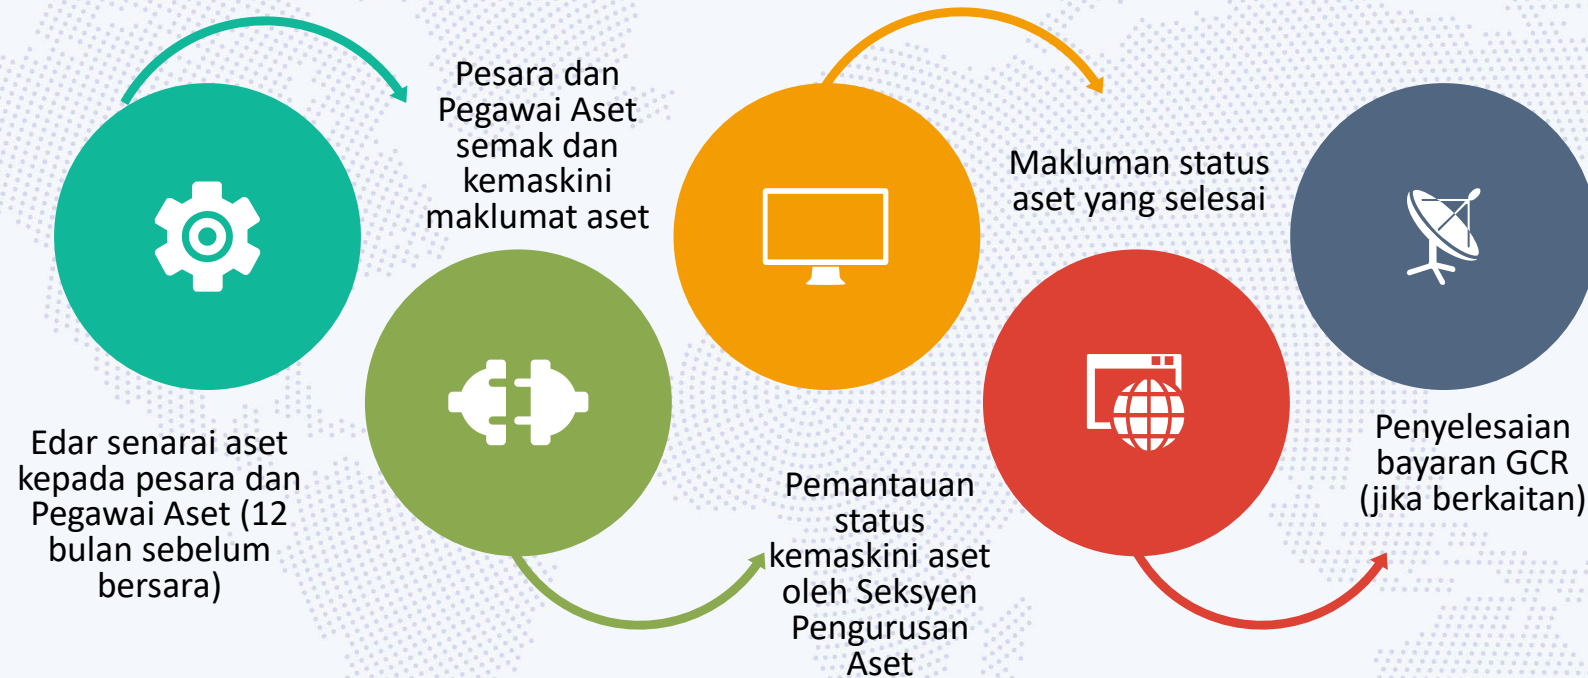 Edar senarai aset
kepada pesara dan
Pegawai Aset (12
bulan sebelum
bersara)
Pesara dan
Pegawai Aset
semak dan
kemaskini
maklumat aset
Pemantauan
status
kemaskini aset
oleh Seksyen
Pengurusan
Aset
Makluman status
aset yang selesai
Penyelesaian
bayaran GCR
(jika berkaitan)